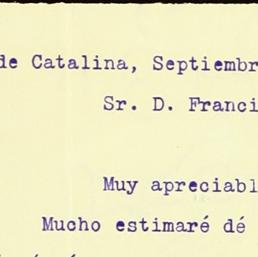 de Catalina, Septiembr
Sr. D. Franci
Muy apreciabl
Mucho estimaré dé